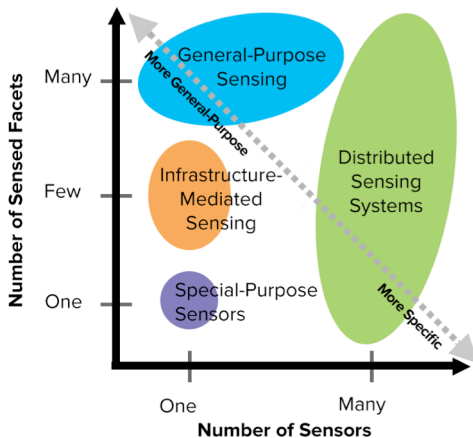 Number of Sensed Facets
Many
Few
One
General-Purpose
Sensing
More General-Purpose
Infrastructure-
Mediated
Sensing
Distributed
Sensing
Systems
Special-Purpose
Sensors
More Specific
One
Many
Number of Sensors